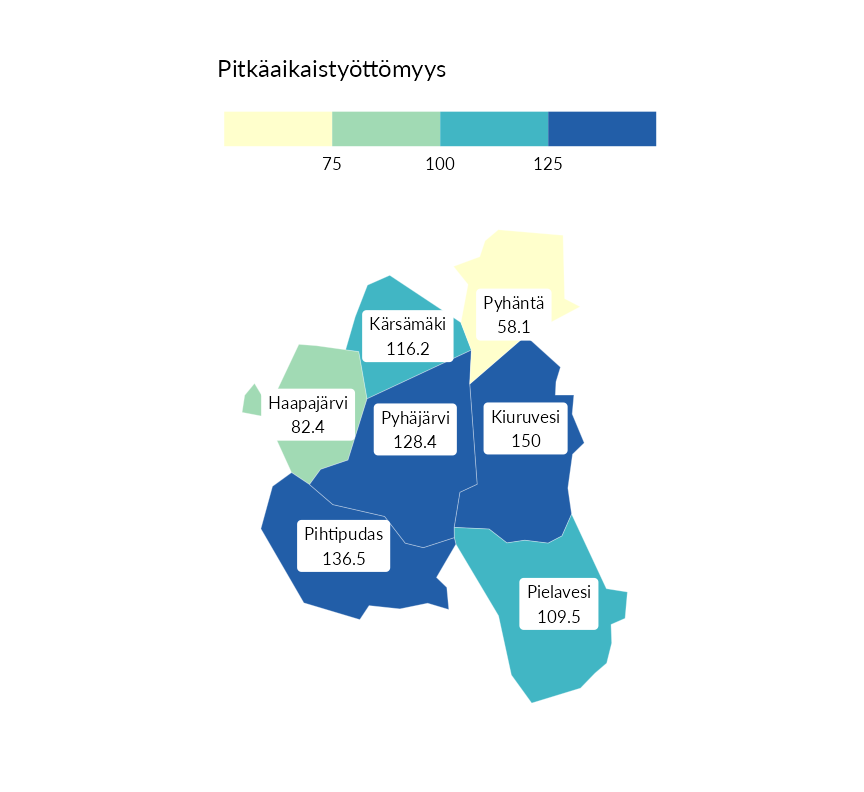 Pitkäaikaistyöttömyys
75
100
125
Pyhäntä
58.1
Kärsämäki
116.2
Haapajärvi
82.4
Pyhäjärvi
128.4
Kiuruvesi
150
Pihtipudas
136.5
Pielavesi
109.5